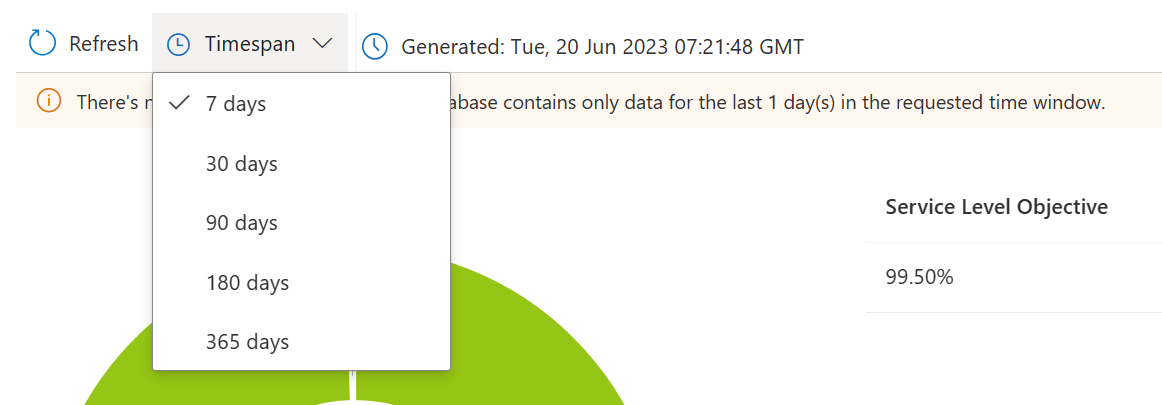 Refresh
Timespan
Generated: Tue, 20 Jun 2023 07:21:48 GMT
There's contains only data for the last 1 day(s) in the requested time window.
7 days
30 days
90 days
180 days
365 days
Service Level Objective
99.50%